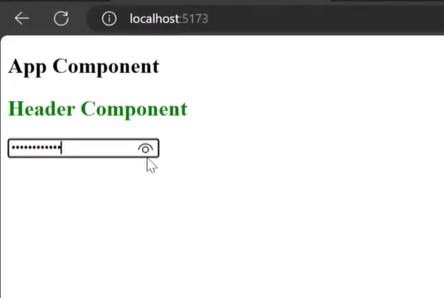 localhost:5173
App Component
Header Component
••••••••••••